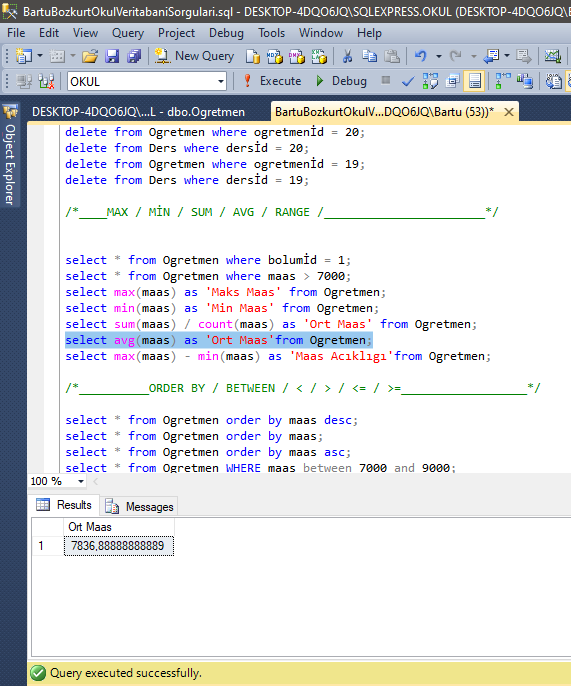 BartuBozkurtOkulVeritabaniSorgulari.sql - DESKTOP-4DQO6JQ\SQLEXPRESS.OKUL (DESKTOP-4DQO6JQ\B
File Edit View Query Project Debug Tools Window Help
New Query
OKUL Execute Debug
DESKTOP-4DQO6JQ\...L - dbo.Ogretmen BartuBozkurtOkulV...DQO6JQ\Bartu (53))*
Object Explorer
delete from Ogretmen where ogretmenİd = 20;
delete from Ders where dersİd = 20;
delete from Ogretmen where ogretmenİd = 19;
delete from Ders where dersİd = 19;
/*____MAX / MİN / SUM / AVG / RANGE /_______________________*/
select * from Ogretmen where bolumİd = 1;
select * from Ogretmen where maas > 7000;
select max(maas) as 'Maks Maas' from Ogretmen;
select min(maas) as 'Min Maas' from Ogretmen;
select sum(maas) / count(maas) as 'Ort Maas' from Ogretmen;
select avg(maas) as 'Ort Maas'from Ogretmen;
select max(maas) - min(maas) as 'Maas Acıklıgı'from Ogretmen;
/*__________ORDER BY / BETWEEN / < / > / <= / >=__________________*/
select * from Ogretmen order by maas desc;
select * from Ogretmen order by maas;
select * from Ogretmen order by maas asc;
select * from Ogretmen WHERE maas between 7000 and 9000;
100 %
Results Messages
Ort Maas
1 7836,88888888889
Query executed successfully.